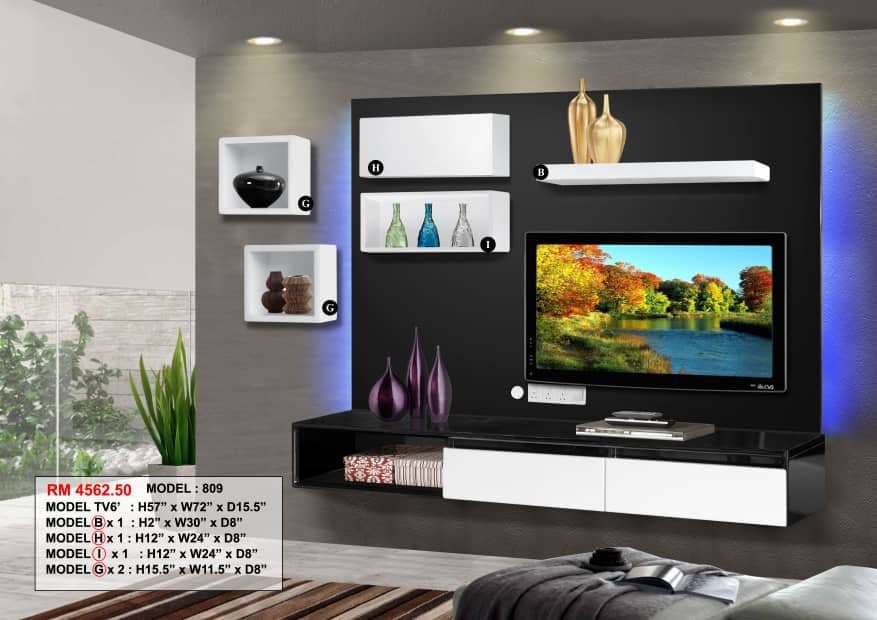 H
B
G
I
G
RM 4562.50 MODEL : 809
MODEL TV6’ : H57” x W72” x D15.5”
MODEL B x 1 : H2” x W30” x D8”
MODEL H x 1 : H12” x W24” x D8”
MODEL I x 1 : H12” x W24” x D8”
MODEL G x 2 : H15.5” x W11.5” x D8”